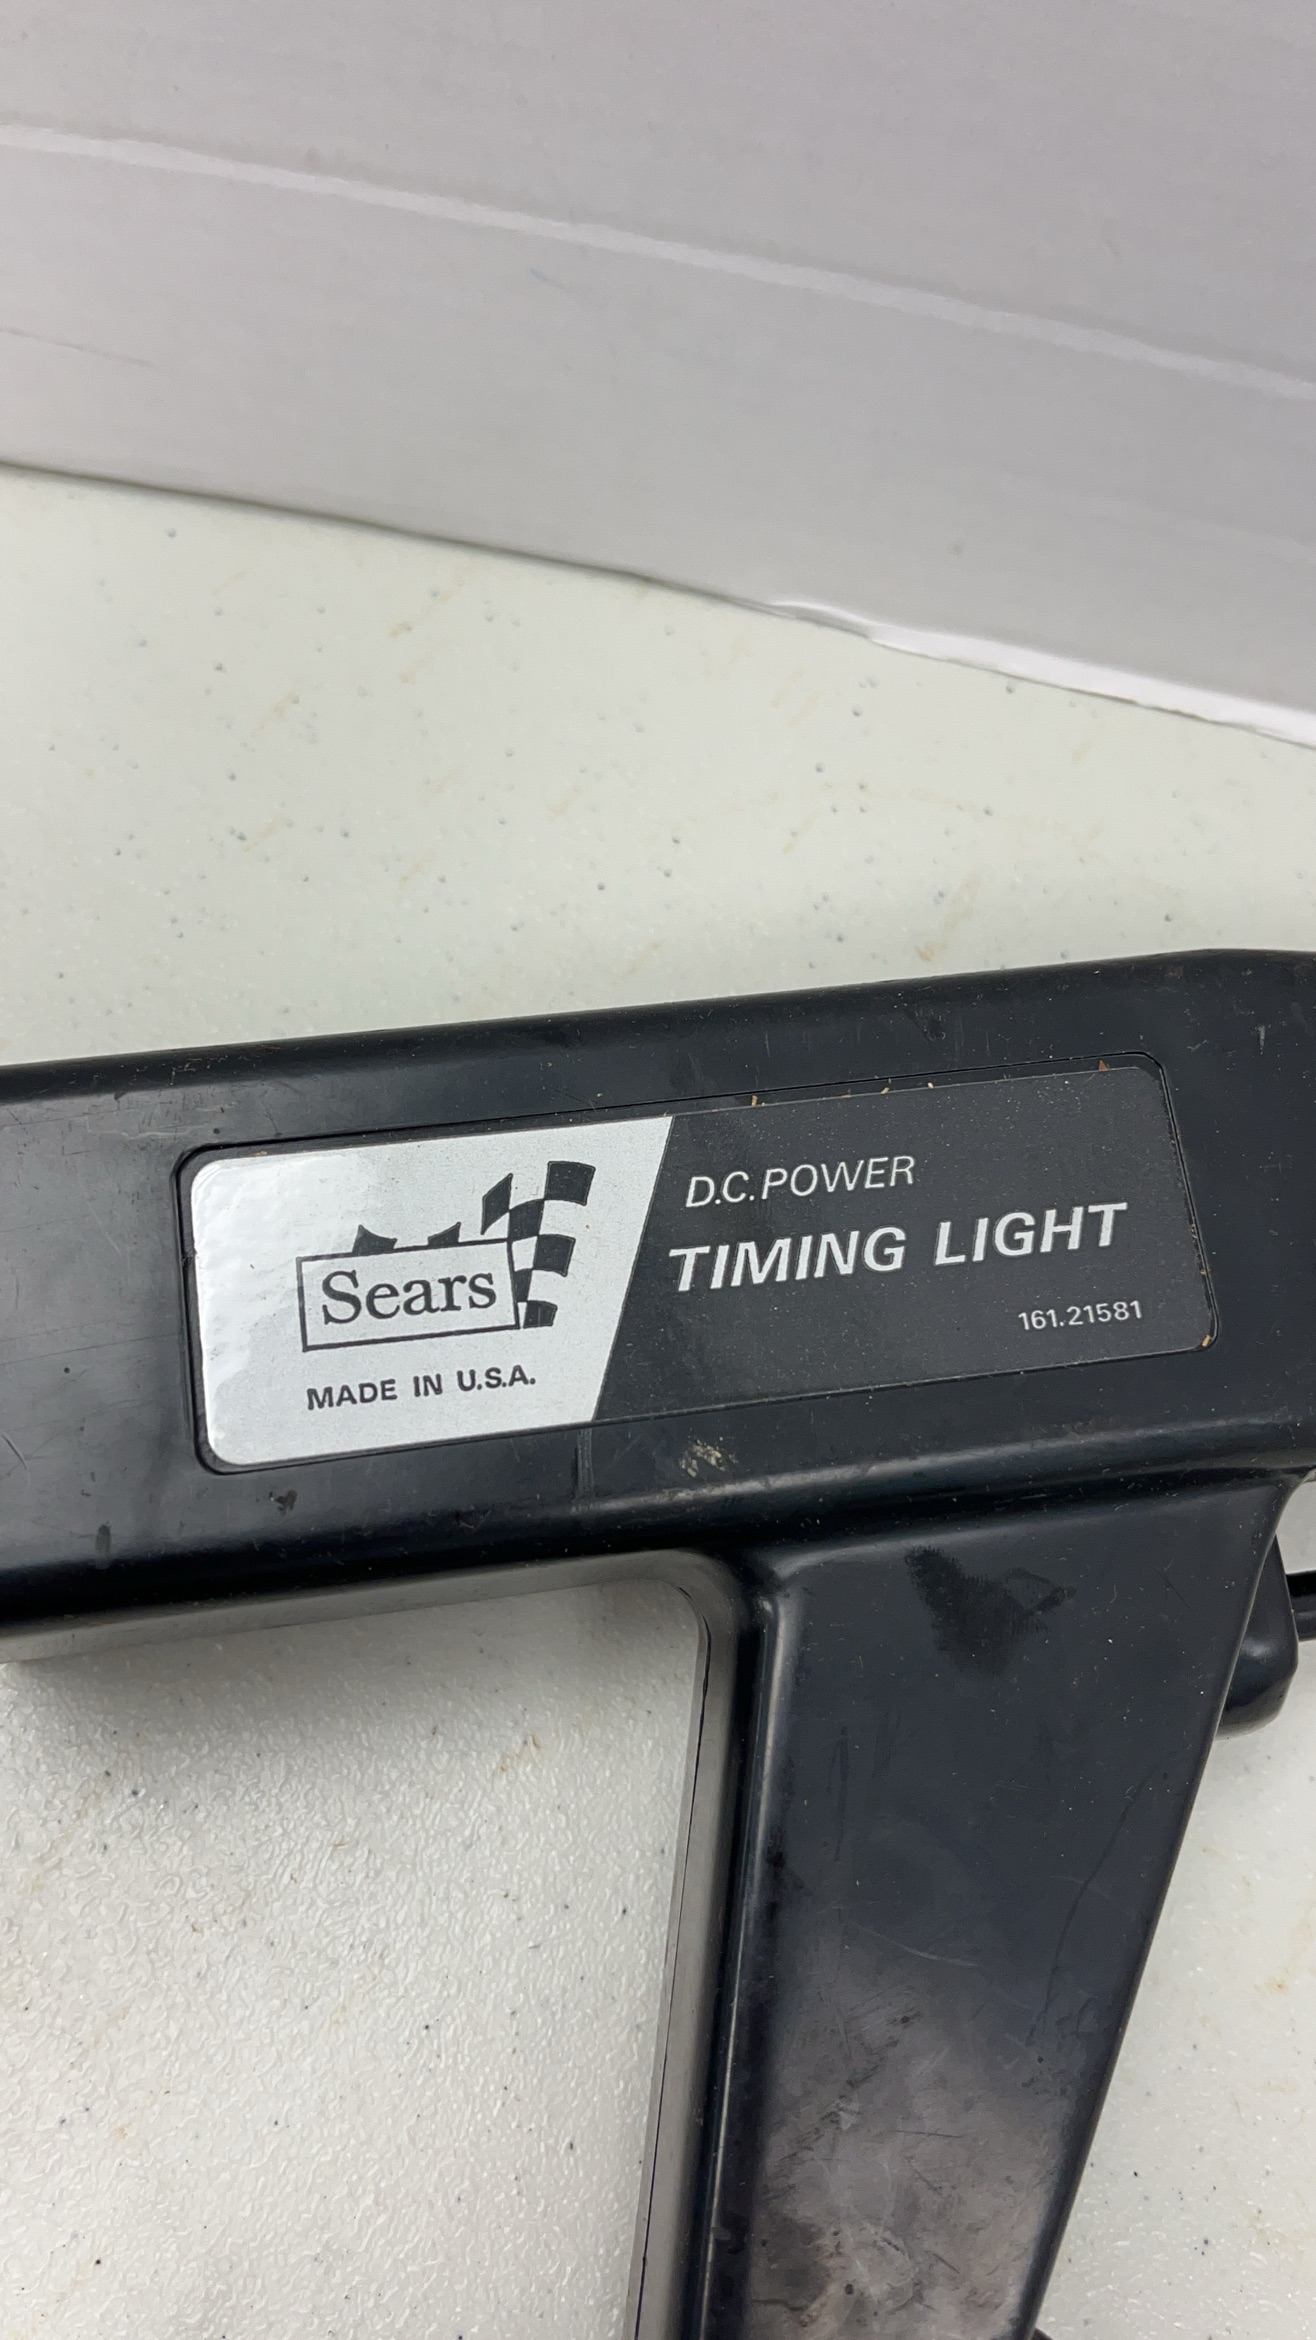 Sears
MADE IN U.S.A.
D.C. POWER
TIMING LIGHT
161.21581